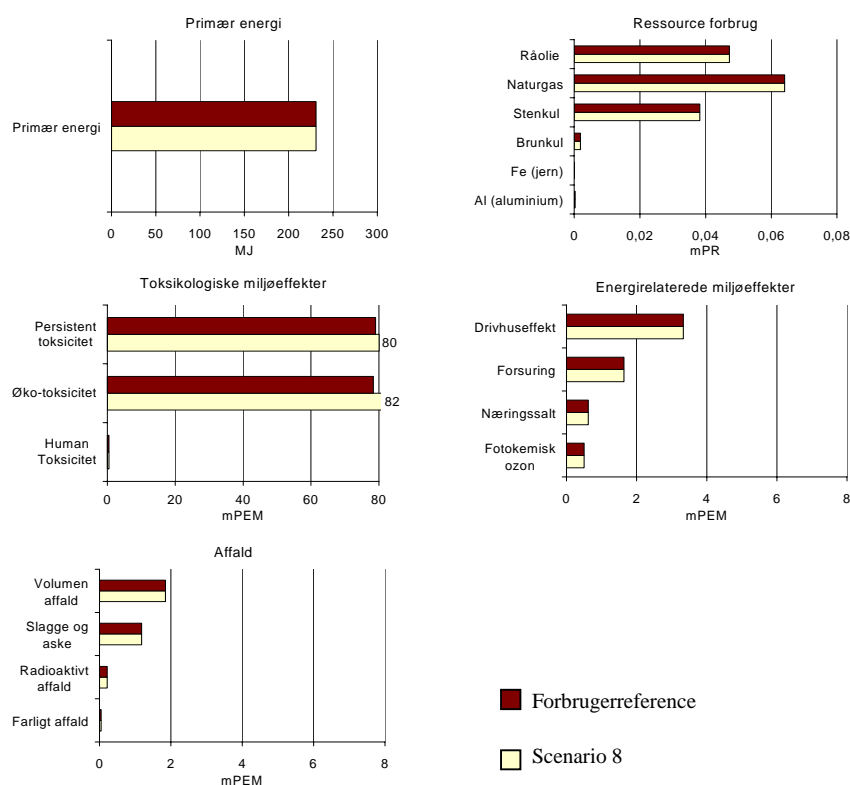 Primær energi
Primær energi
0 50 100 150 200 250 300
MJ
Ressource forbrug
Råolie
Naturgas
Stenkul
Brunkul
Fe (jern)
Al (aluminium)
0 0,02 0,04 0,06 0,08
mPR
Toksikologiske miljøeffekter
Persistent
toksicitet
80
Øko-toksicitet
82
Human
Toksicitet
0 20 40 60 80
mPEM
Energirelaterede miljøeffekter
Drivhuseffekt
Forsuring
Næringssalt
Fotokemisk
ozon
0 2 4 6 8
mPEM
Affald
Volumen
affald
Slagge og
aske
Radioaktivt
affald
Farligt affald
0 2 4 6 8
mPEM
Forbrugerreference
Scenario 8